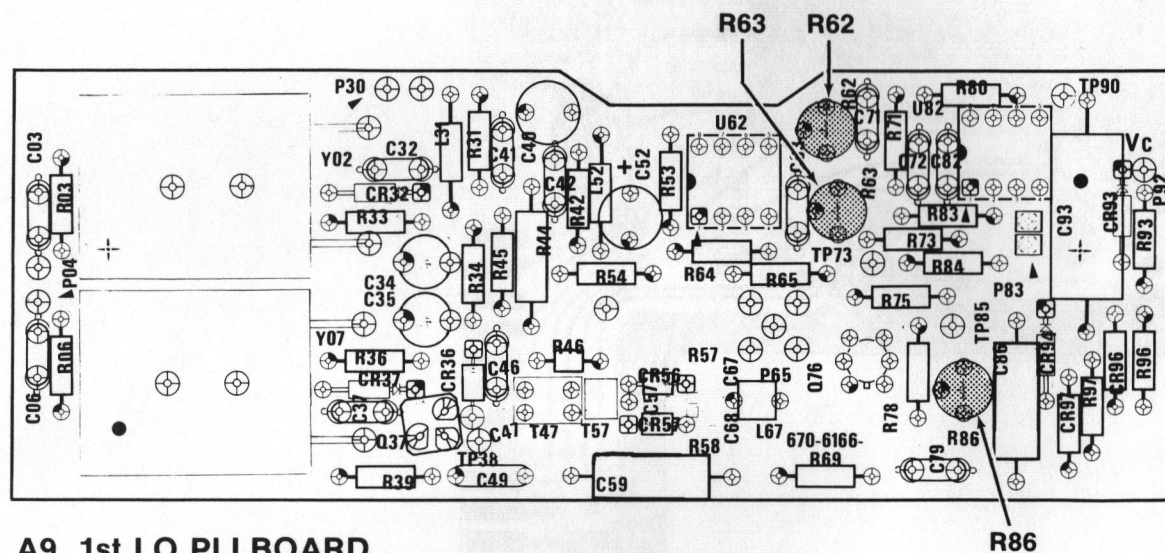 R63 R62
P30
C03
R03
Y02
C32
CR32
R33
L31
R31
C41
C40
C42
R42
L52
C52
+
R53
U62
R62
C71
R71
U82
R80
TP90
Vc
C72
C82
R63
R83
C93
CR93
P92
R93
P04
C34
C35
R34
R45
R44
R54
R64
R65
TP73
R73
R84
R75
P83
TP85
C06
R06
Y07
R36
CR37
C37
CR36
C46
R46
CR56
R57
C57
CR57
C67
P65
C68
L67
Q76
R78
C86
CR94
CR96
R96
R97
CR97
Q37
C47
T47
T57
R58
670-6166-
R69
R86
C79
R39
TP38
C49
C59
R86
A9 1st LO PLL BOARD